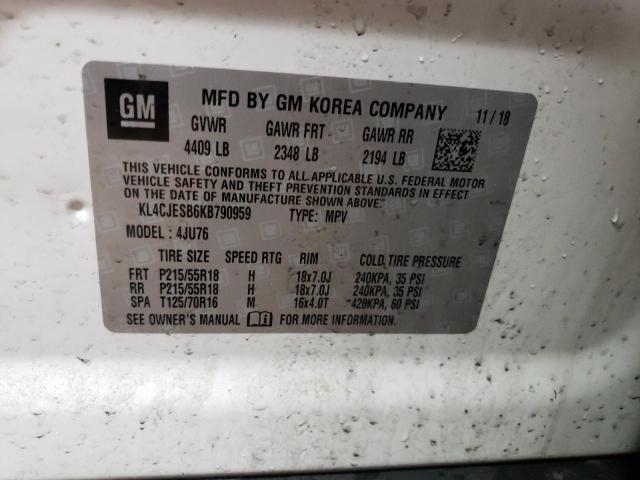 GM MFD BY GM KOREA COMPANY 11/18
GVWR GAWR FRT GAWR RR
4409 LB 2348 LB 2194 LB
THIS VEHICLE CONFORMS TO ALL APPLICABLE U.S. FEDERAL MOTOR
VEHICLE SAFETY AND THEFT PREVENTION STANDARDS IN EFFECT
ON THE DATE OF MANUFACTURE SHOWN ABOVE.
KL4CJESB6KB790959 TYPE: MPV
MODEL: 4JU76
TIRE SIZE SPEED RTG RIM COLD TIRE PRESSURE
FRT P215/55R18 H 18x7.0J 240KPA, 35 PSI
RR P215/55R18 H 18x7.0J 240KPA, 35 PSI
SPA T125/70R16 M 16x4.0T 420KPA, 60 PSI
SEE OWNER'S MANUAL FOR MORE INFORMATION.